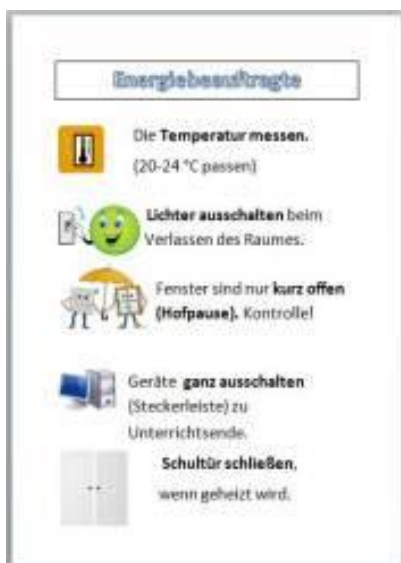 Energiebeauftragte
Die Temperatur messen.
(20-24 °C passen)
Lichter ausschalten beim
Verlassen des Raumes.
Fenster sind nur kurz offen
(Hofpause). Kontrolle!
Geräte ganz ausschalten
(Steckerleiste) zu
Unterrichtsende.
Schultür schließen,
wenn geheizt wird.